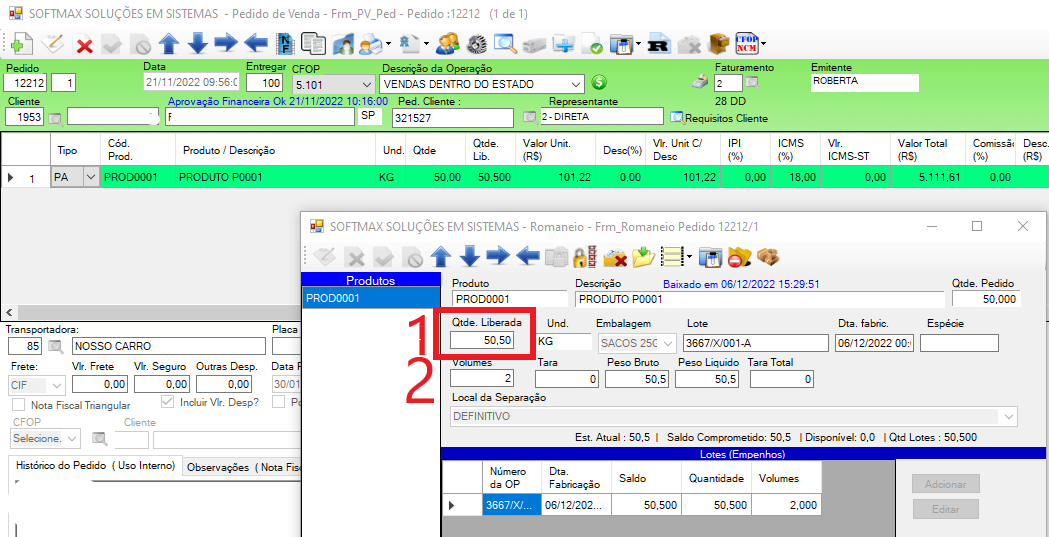 SOFTMAX SOLUÇÕES EM SISTEMAS - Pedido de Venda - Frm_PV_Ped - Pedido :12212 (1 de 1)
NF
R
CFOP NCM
Pedido Data Entregar CFOP Descrição da Operação Faturamento Emitente
12212 1 21/11/2022 09:56:0 100 5.101 VENDAS DENTRO DO ESTADO 2 ROBERTA
Cliente Aprovação Financeira Ok 21/11/2022 10:16:00 Ped. Cliente : Representante 28 DD
1953 F SP 321527 2 - DIRETA Requisitos Cliente
Tipo Cód. Prod. Produto / Descrição Und. Qtde Qtde. Lib. Valor Unit. (R$) Desc(%) Vlr. Unit C/ Desc IPI (%) ICMS (%) Vlr. ICMS-ST Valor Total (R$) Comissão (%) Desc. (R$)
1 PA PROD0001 PRODUTO P0001 KG 50,00 50,500 101,22 0,00 101,22 0,00 18,00 0,00 5.111,61 0,00
SOFTMAX SOLUÇÕES EM SISTEMAS - Romaneio - Frm_Romaneio Pedido 12212/1
Produtos
PROD0001
Produto Descrição Baixado em 06/12/2022 15:29:51 Qtde. Pedido
PROD0001 PRODUTO P0001 50,000
1 Qtde. Liberada Und. Embalagem Lote Dta. fabric. Espécie
50,50 KG SACOS 25( 3667/X/001-A 06/12/2022 00:
2 Volumes Tara Peso Bruto Peso Liquido Tara Total
2 0 50,5 50,5 0
Local da Separação
DEFINITIVO
Est. Atual : 50,5 | Saldo Comprometido: 50,5 | Disponível: 0,0 | Qtd Lotes : 50,500
Lotes (Empenhos)
Número da OP Dta. Fabricação Saldo Quantidade Volumes
3667/X/... 06/12/202... 50,500 50,500 2,000
Adicionar
Editar
Transportadora: Placa
85 NOSSO CARRO
Frete: Vlr. Frete Vlr. Seguro Outras Desp. Data
CIF 0,00 0,00 0,00 30/01
Nota Fiscal Triangular Incluir Vlr. Desp?
CFOP Cliente
Selecione.
Histórico do Pedido ( Uso Interno) Observações ( Nota Fisc